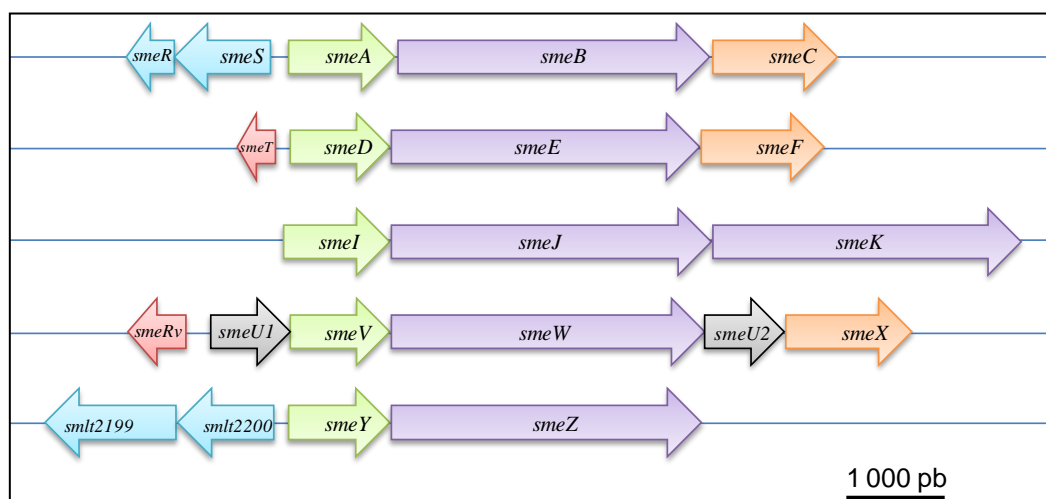 smeR smeS smeA smeB smeC
smeT smeD smeE smeF
smeI smeJ smeK
smeRv smeU1 smeV smeW smeU2 smeX
smlt2199 smlt2200 smeY smeZ
1 000 pb